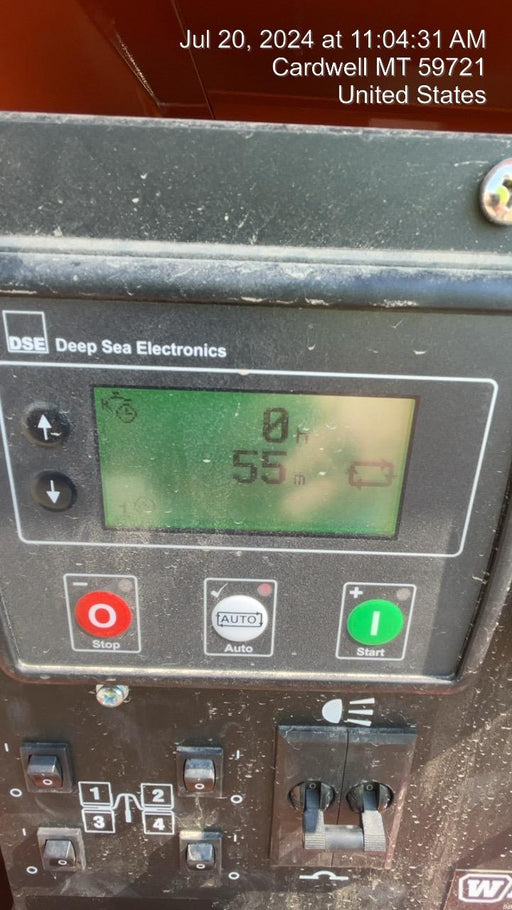 Jul 20, 2024 at 11:04:31 AM
Cardwell MT 59721
United States
DSE Deep Sea Electronics
0 h
55 m
1
O
Stop
AUTO
Auto
I
Start
1 2
3 4